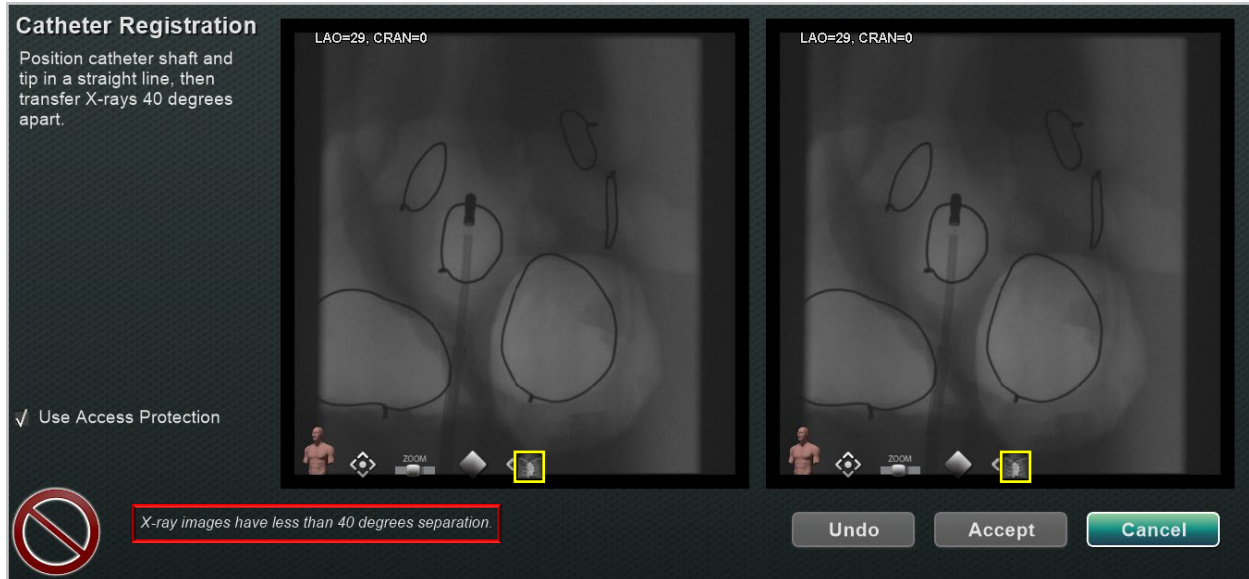 Catheter Registration
Position catheter shaft and
tip in a straight line, then
transfer X-rays 40 degrees
apart.
Use Access Protection
LAO=29, CRAN=0
ZOOM
LAO=29, CRAN=0
ZOOM
X-ray images have less than 40 degrees separation.
Undo
Accept
Cancel